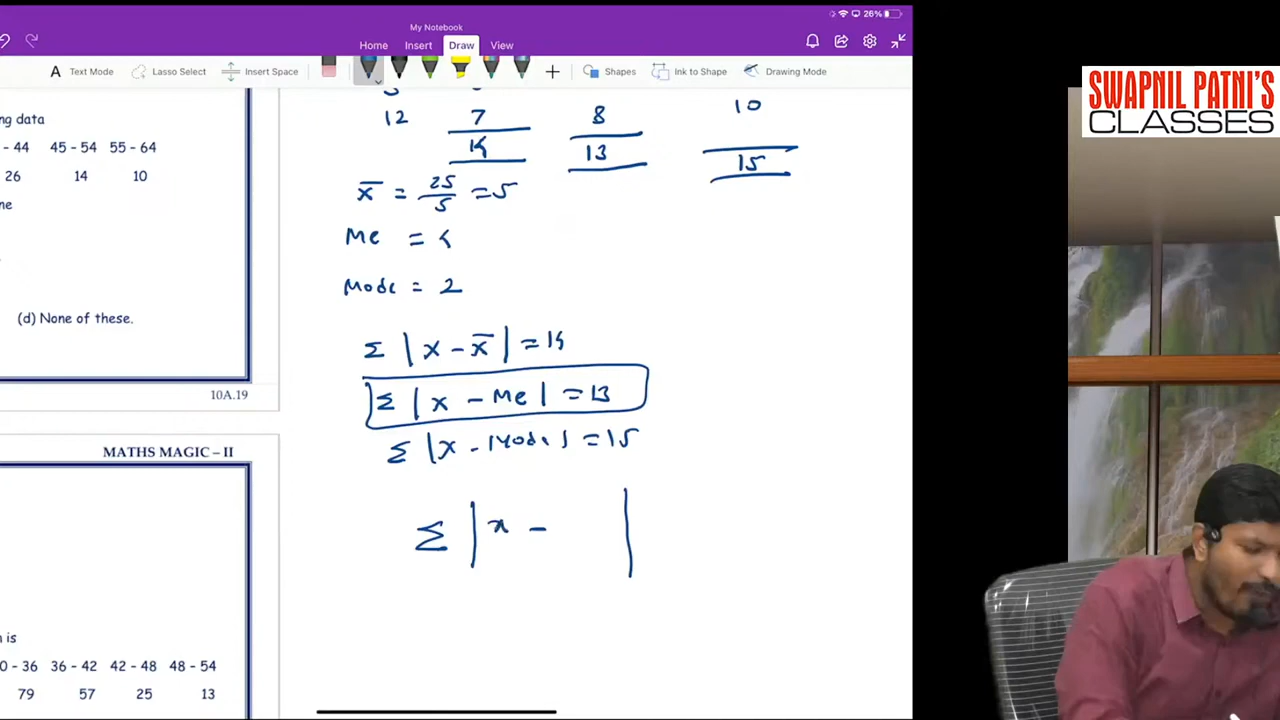 26%
My Notebook
Home Insert Draw View
A Text Mode Lasso Select Insert Space + Shapes Ink to Shape Drawing Mode
SWAPNIL PATNI'S
CLASSES
ng data
- 44 45 - 54 55 - 64
26 14 10
ne
(d) None of these.
10A.19
MATHS MAGIC – II
n is
0 - 36 36 - 42 42 - 48 48 - 54
79 57 25 13
12 7 8 10
14 13 15
x̄ = 25/5 = 5
Me = 4
Mode = 2
Σ |x - x̄| = 14
Σ |x - Me| = 13
Σ |x - Mode| = 15
Σ |x - |